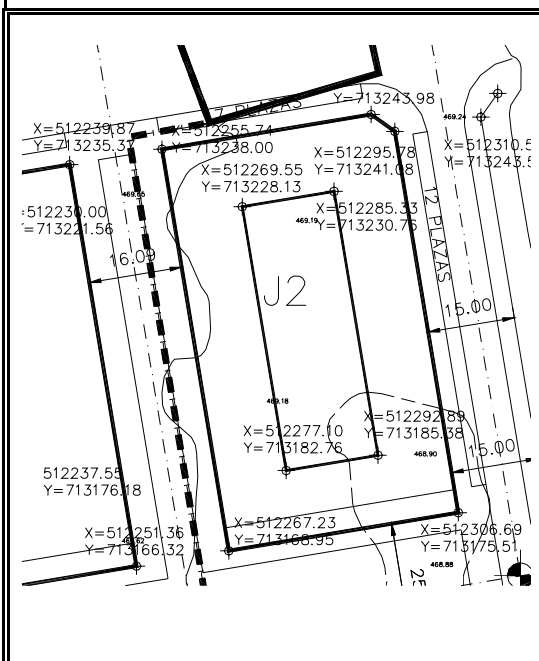 7 PLAZAS
Y=713243.98
X=512239.87
Y=713235.37
X=512255.74
Y=713238.00
469.24
X=512310.5
Y=713243.5
X=512295.78
Y=713241.08
X=512269.55
Y=713228.13
469.65
=512230.00
=713221.56
X=512285.33
Y=713230.76
469.19
12 PLAZAS
16.09
J2
15.00
469.18
X=512277.10
Y=713182.76
X=512292.89
Y=713185.38
468.90
15.00
512237.55
Y=713176.18
X=512251.36
Y=713166.32
X=512267.23
Y=713168.95
X=512306.69
Y=713175.51
468.88
25